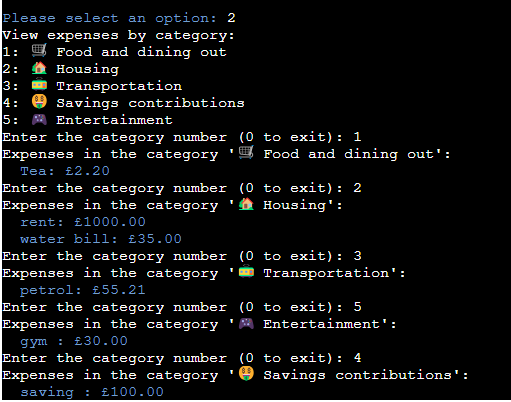 Please select an option: 2
View expenses by category:
1: 🛒 Food and dining out
2: 🏠 Housing
3: 🚃 Transportation
4: 🤑 Savings contributions
5: 🎮 Entertainment
Enter the category number (0 to exit): 1
Expenses in the category '🛒 Food and dining out':
  Tea: £2.20
Enter the category number (0 to exit): 2
Expenses in the category '🏠 Housing':
  rent: £1000.00
  water bill: £35.00
Enter the category number (0 to exit): 3
Expenses in the category '🚃 Transportation':
  petrol: £55.21
Enter the category number (0 to exit): 5
Expenses in the category '🎮 Entertainment':
  gym : £30.00
Enter the category number (0 to exit): 4
Expenses in the category '🤑 Savings contributions':
  saving : £100.00